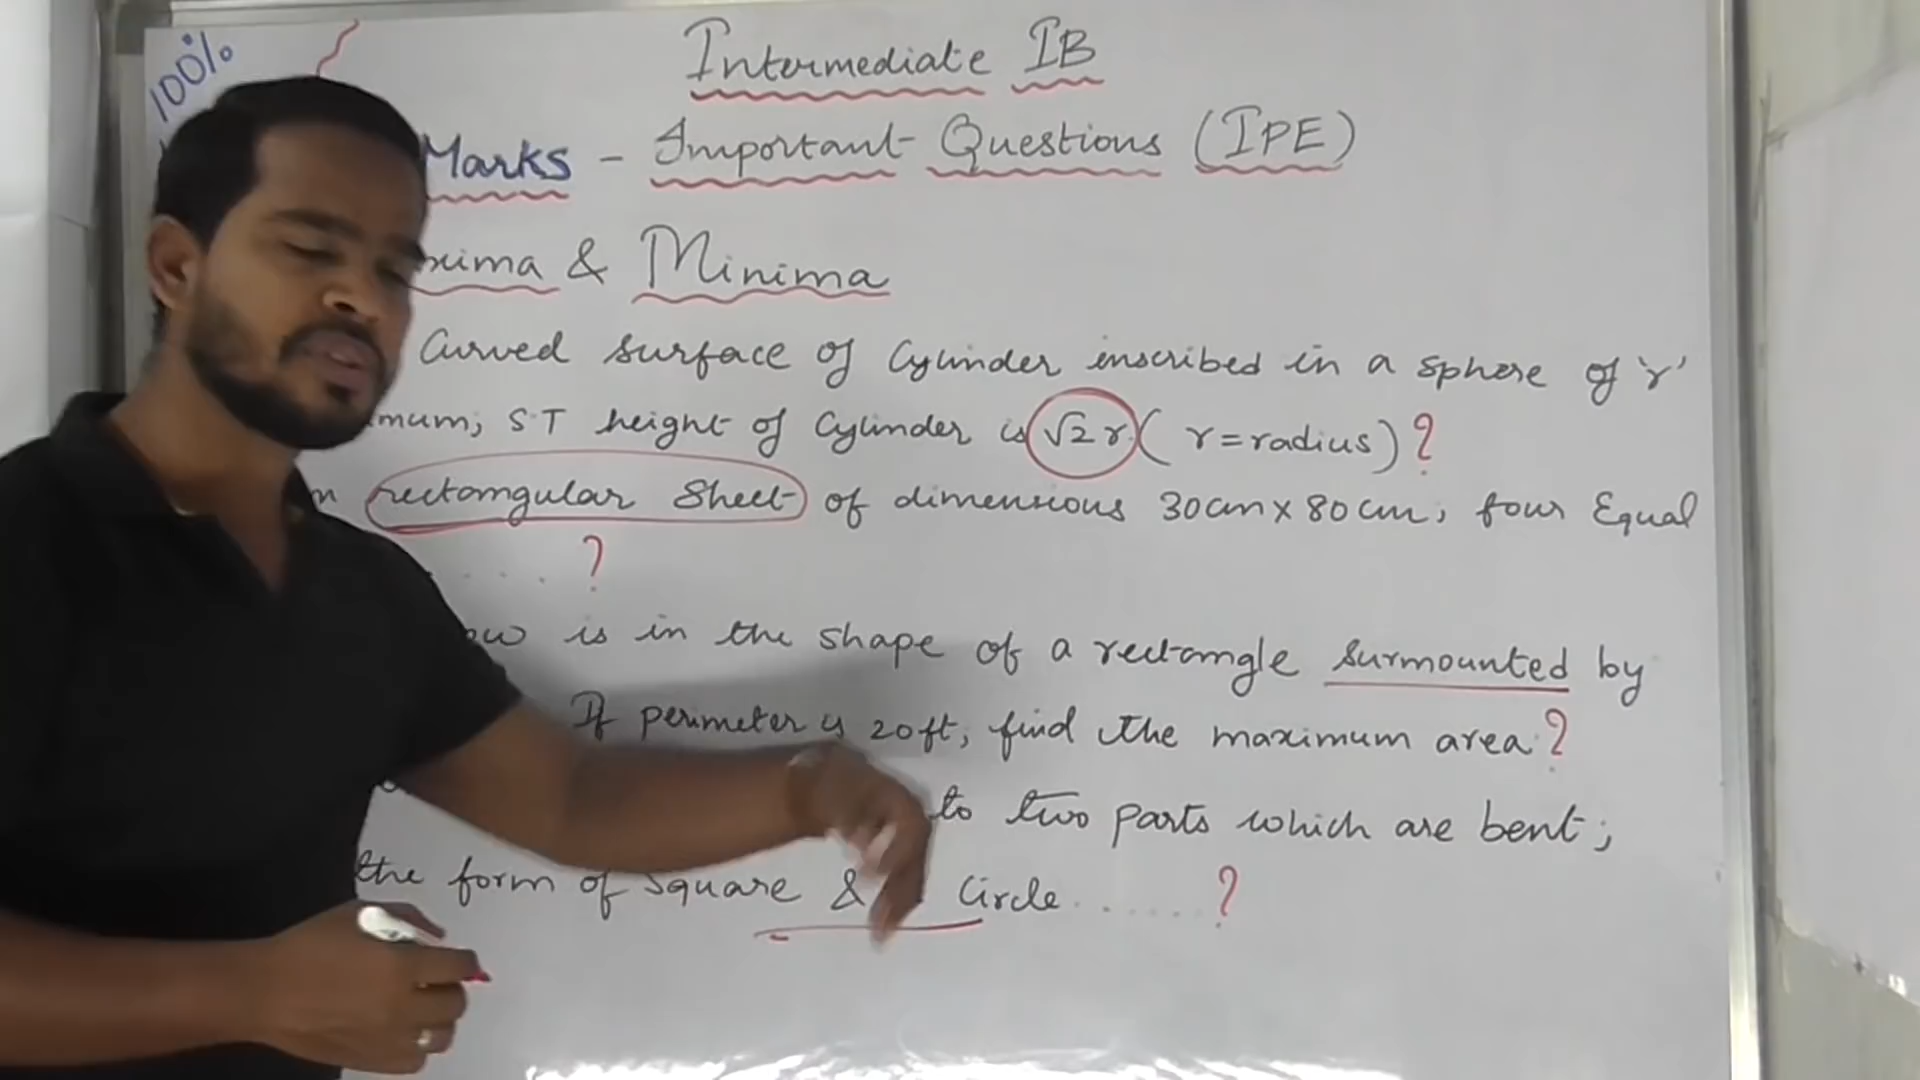 100%
Intermediate IB
Marks - Important Questions (IPE)
xima & Minima
Curved surface of Cylinder inscribed in a sphere of 'r'
mum; S.T height of Cylinder is √2 r ( r = radius) ?
rectangular Sheet of dimensions 30cm x 80cm, four Equal
.... ?
ow is in the shape of a rectangle surmounted by
If perimeter is 20ft, find the maximum area ?
to two parts which are bent;
the form of square & Circle ...... ?